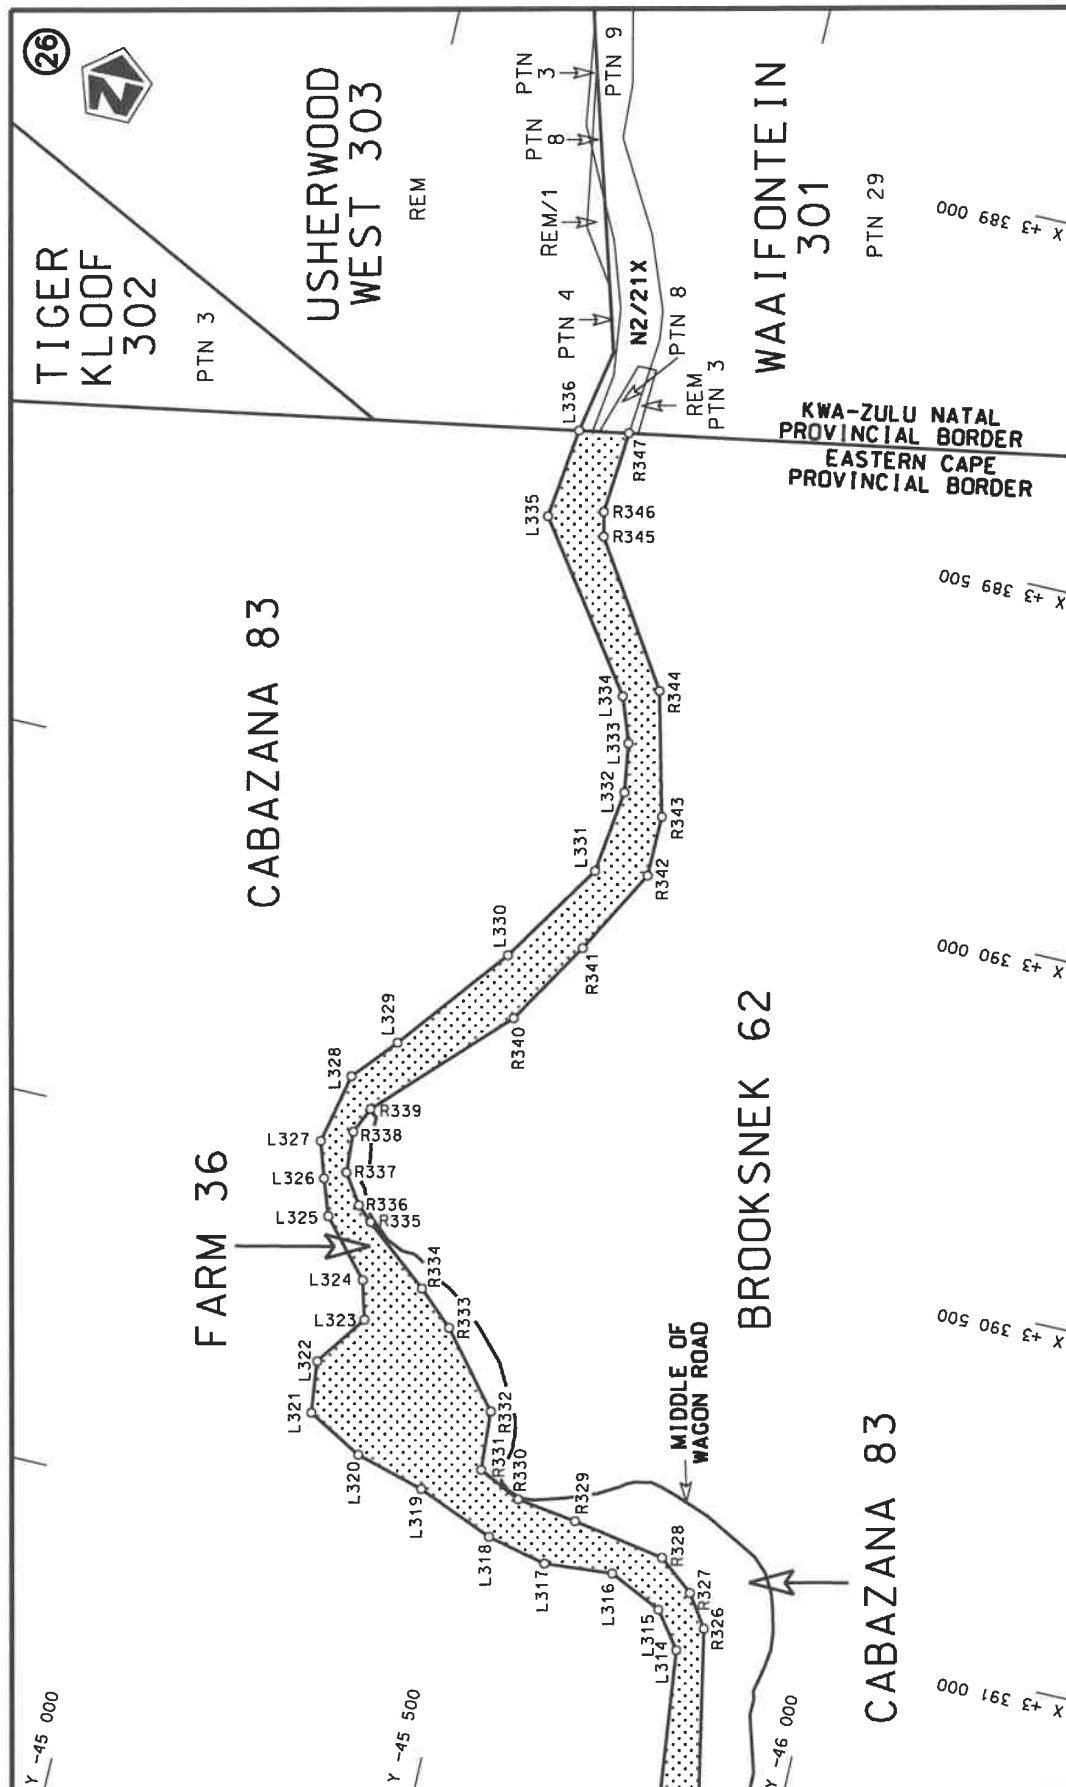 26
N
TIGER
KLOOF
302
PTN 3
USHERWOOD
WEST 303
REM
PTN
3
PTN
8
REM/1
PTN 4
PTN 9
N2/21X
PTN 8
REM
PTN 3
WAAIFONTEIN
301
PTN 29
X +3 389 000
KWA-ZULU NATAL
PROVINCIAL BORDER
EASTERN CAPE
PROVINCIAL BORDER
L336
R347
L335
R346
R345
X +3 389 500
CABAZANA 83
L334
R344
L333
L332
R343
L331
R342
L330
R341
X +3 390 000
L329
R340
L328
R339
L327
R338
L326
R337
L325
R336
R335
FARM 36
BROOKSNEK 62
L324
R334
L323
R333
X +3 390 500
L322
L321
R332
MIDDLE OF
WAGON ROAD
L320
R331
L319
R330
L318
R329
L317
R328
L316
R327
L315
R326
L314
CABAZANA 83
X +3 391 000
Y -45 000
Y -45 500
Y -46 000